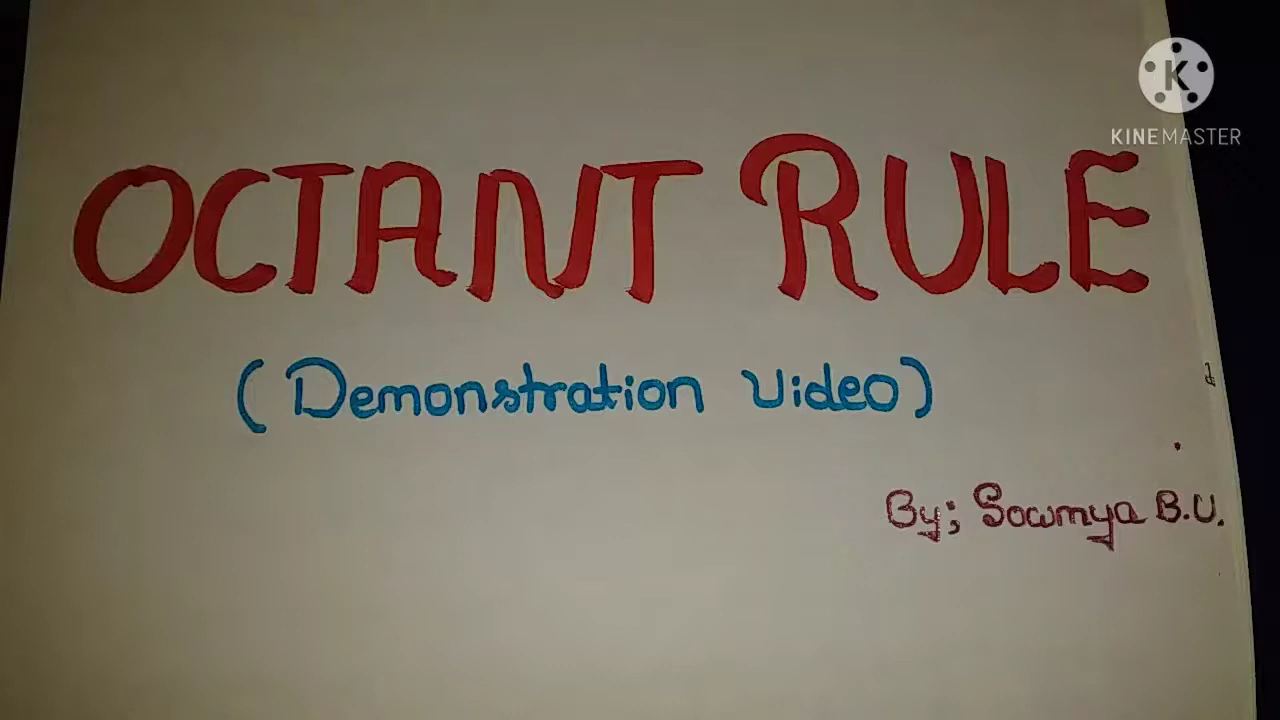 KINEMASTER
OCTANT RULE
(Demonstration Video)
By; Sowmya B.U.